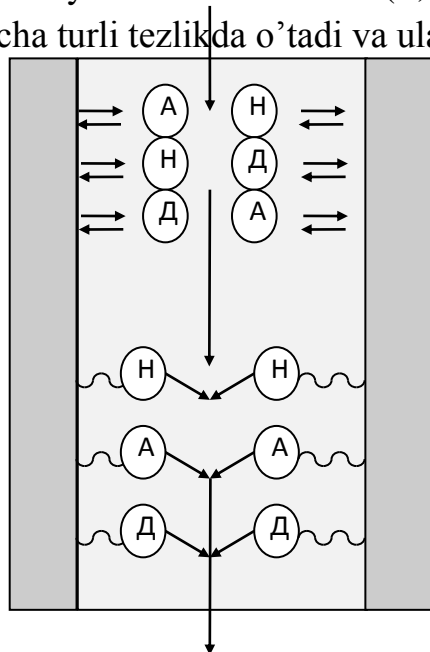 cha turli tezlikda o’tadi va ula
А Н
Н Д
Д А
Н Н
А А
Д Д